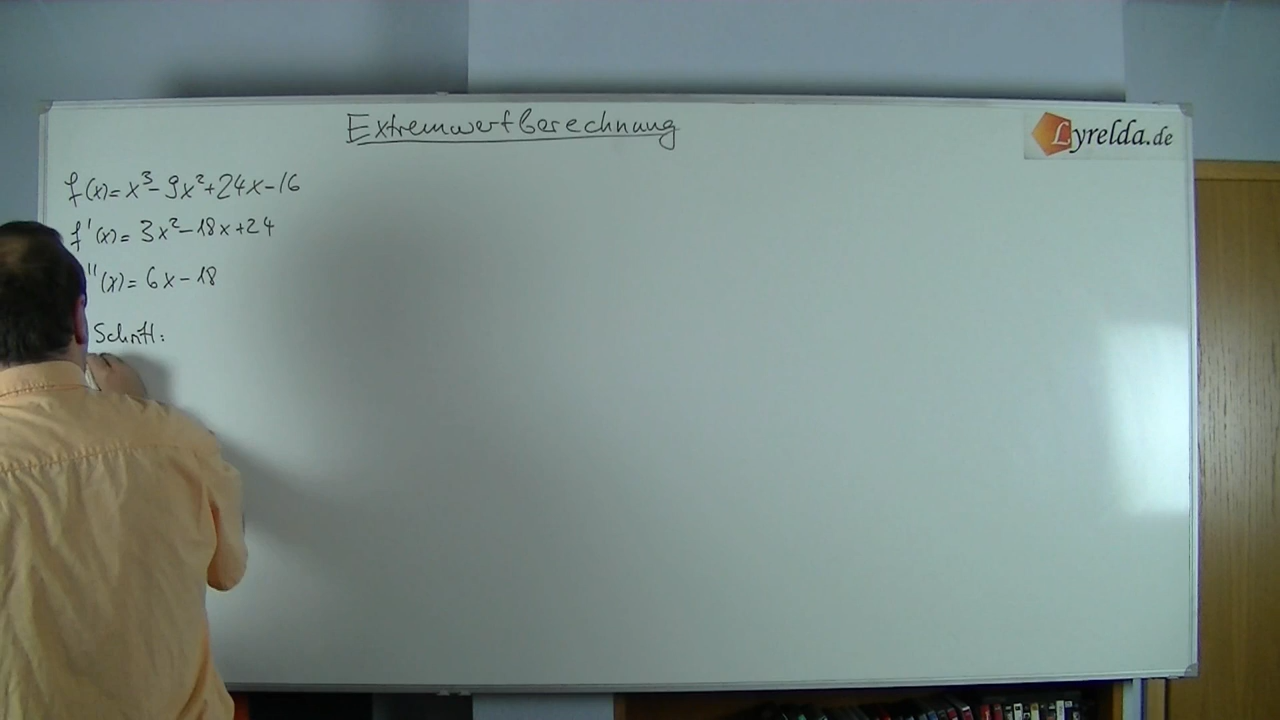 Extremwertberechnung
Lyrelda.de
f(x)= x³-9x²+24x-16
f'(x)= 3x²-18x+24
''(x)= 6x-18
Schritt: